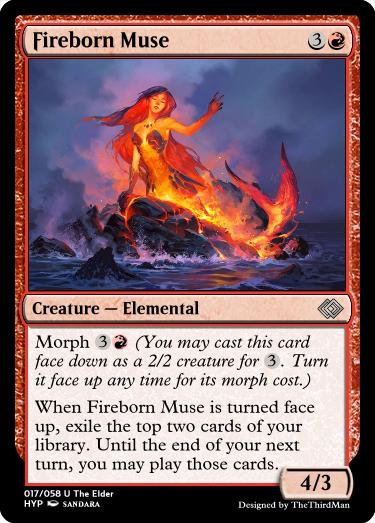 Fireborn Muse 3
Creature — Elemental
Morph 3 (You may cast this card
face down as a 2/2 creature for 3. Turn
it face up any time for its morph cost.)
When Fireborn Muse is turned face
up, exile the top two cards of your
library. Until the end of your next
turn, you may play those cards.
4/3
017/058 U The Elder
HYP SANDARA
Designed by TheThirdMan